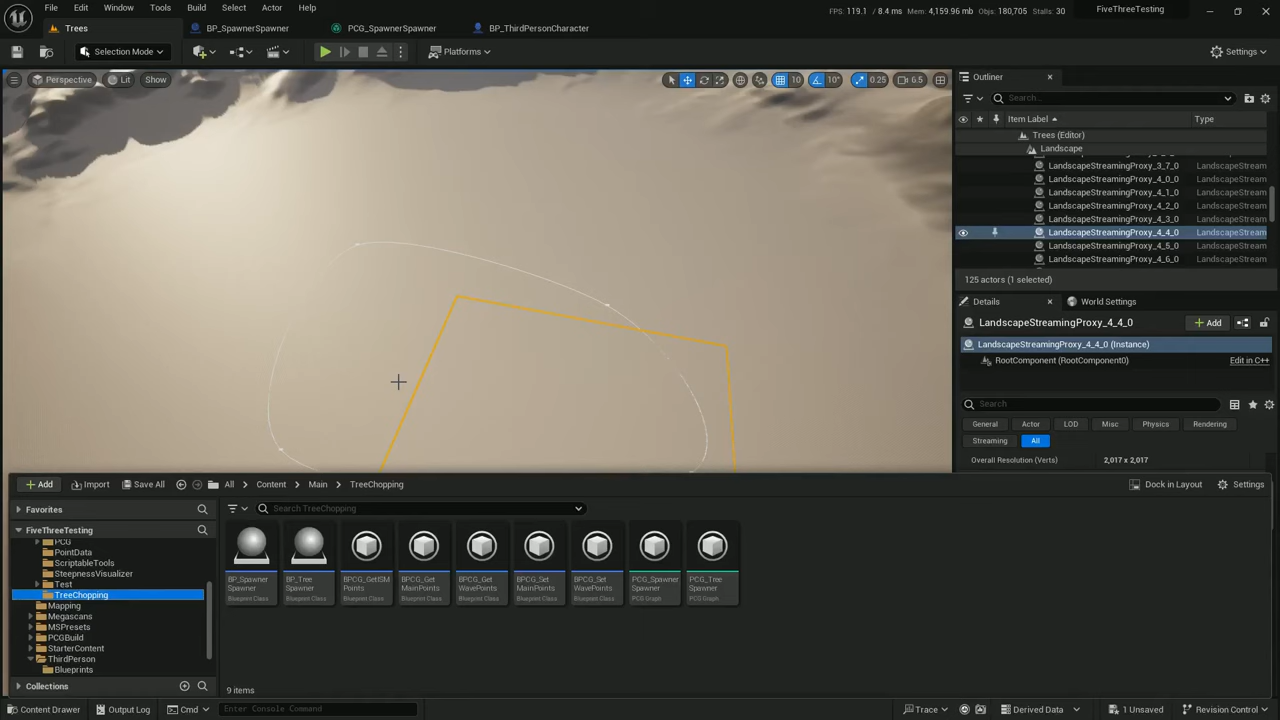 File Edit Window Tools Build Select Actor Help
FPS: 119.1 / 8.4 ms Mem: 4,159.96 mb Objs: 180,705 Stalls: 30
FiveThreeTesting
Trees
BP_SpawnerSpawner
PCG_SpawnerSpawner
BP_ThirdPersonCharacter
Selection Mode
Platforms
Settings
Perspective Lit Show
10 10° 0.25 6.5
Outliner
Search...
Item Label Type
Trees (Editor)
Landscape
LandscapeStreamingProxy_3_7_0 LandscapeStream
LandscapeStreamingProxy_4_0_0 LandscapeStream
LandscapeStreamingProxy_4_1_0 LandscapeStream
LandscapeStreamingProxy_4_2_0 LandscapeStream
LandscapeStreamingProxy_4_3_0 LandscapeStream
LandscapeStreamingProxy_4_4_0 LandscapeStream
LandscapeStreamingProxy_4_5_0 LandscapeStream
LandscapeStreamingProxy_4_6_0 LandscapeStream
125 actors (1 selected)
Details World Settings
LandscapeStreamingProxy_4_4_0 Add
LandscapeStreamingProxy_4_4_0 (Instance)
RootComponent (RootComponent0) Edit in C++
Search
General Actor LOD Misc Physics Rendering
Streaming All
Overall Resolution (Verts) 2,017 x 2,017
Add Import Save All All Content Main TreeChopping Dock in Layout Settings
Favorites
Search TreeChopping
FiveThreeTesting
PCG
PointData
ScriptableTools
SteepnessVisualizer
Test
TreeChopping
Mapping
Megascans
MSPresets
PCGBuild
StarterContent
ThirdPerson
Blueprints
Collections
BP_Spawner
Spawner
Blueprint Class
BP_Tree
Spawner
Blueprint Class
BPCG_GetISM
Points
Blueprint Class
BPCG_Get
MainPoints
Blueprint Class
BPCG_Get
WavePoints
Blueprint Class
BPCG_Set
MainPoints
Blueprint Class
BPCG_Set
WavePoints
Blueprint Class
PCG_Spawner
Spawner
PCG Graph
PCG_Tree
Spawner
PCG Graph
9 items
Content Drawer Output Log Cmd Enter Console Command Trace Derived Data 1 Unsaved Revision Control